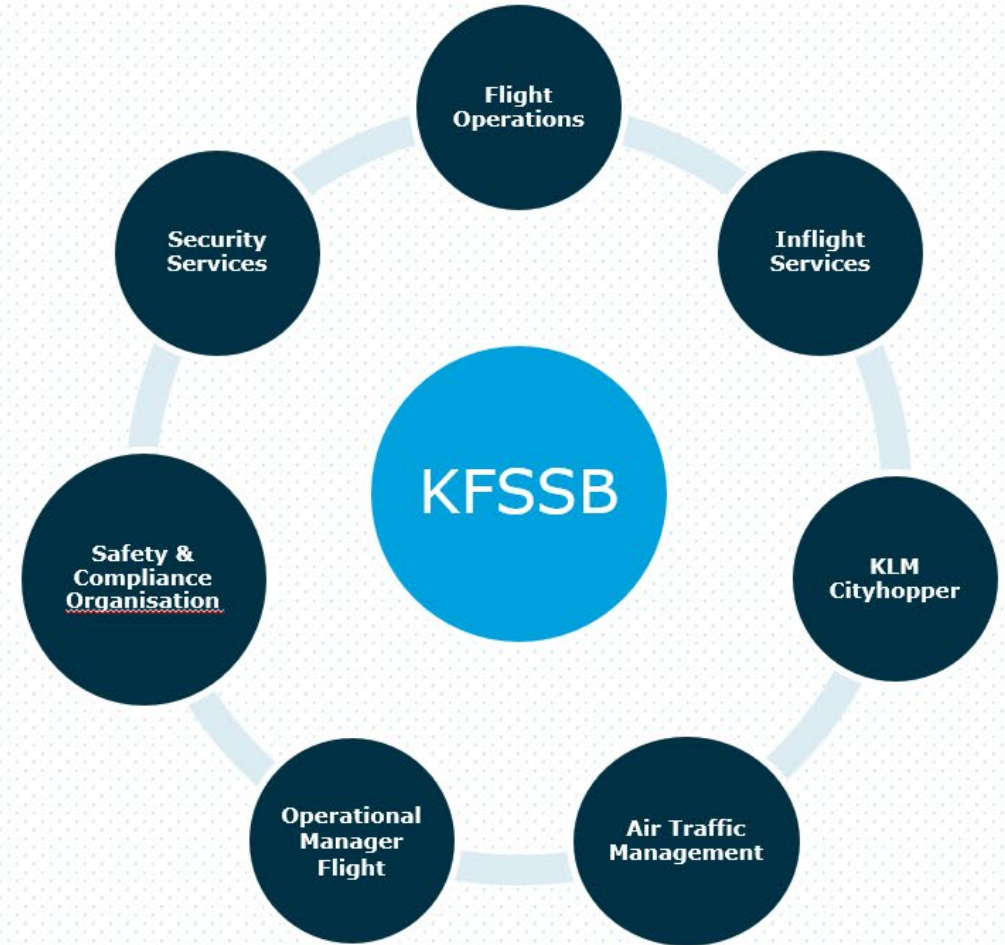 Flight
Operations
Security
Services
Inflight
Services
KFSSB
Safety &
Compliance
Organisation
KLM
Cityhopper
Operational
Manager
Flight
Air Traffic
Management